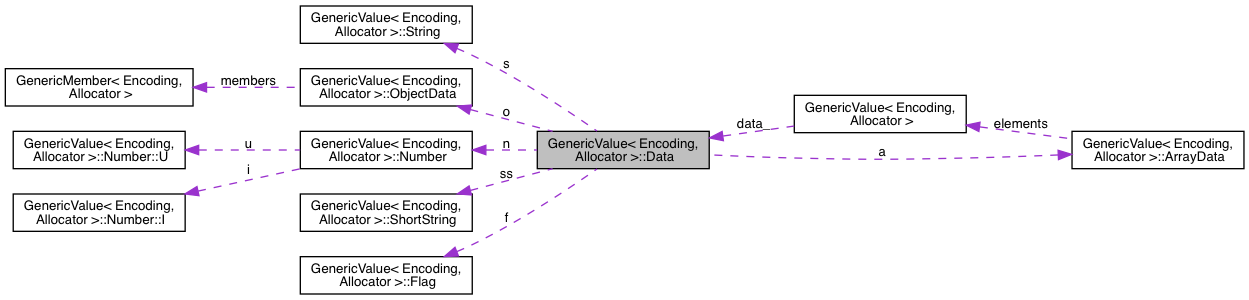 GenericValue< Encoding,
Allocator >::String
s
GenericMember< Encoding,
Allocator >
members
GenericValue< Encoding,
Allocator >::ObjectData
o
GenericValue< Encoding,
Allocator >::Number::U
u
GenericValue< Encoding,
Allocator >::Number
n
GenericValue< Encoding,
Allocator >::Data
data_
GenericValue< Encoding,
Allocator >
elements
a
GenericValue< Encoding,
Allocator >::ArrayData
i
GenericValue< Encoding,
Allocator >::Number::I
ss
GenericValue< Encoding,
Allocator >::ShortString
f
GenericValue< Encoding,
Allocator >::Flag